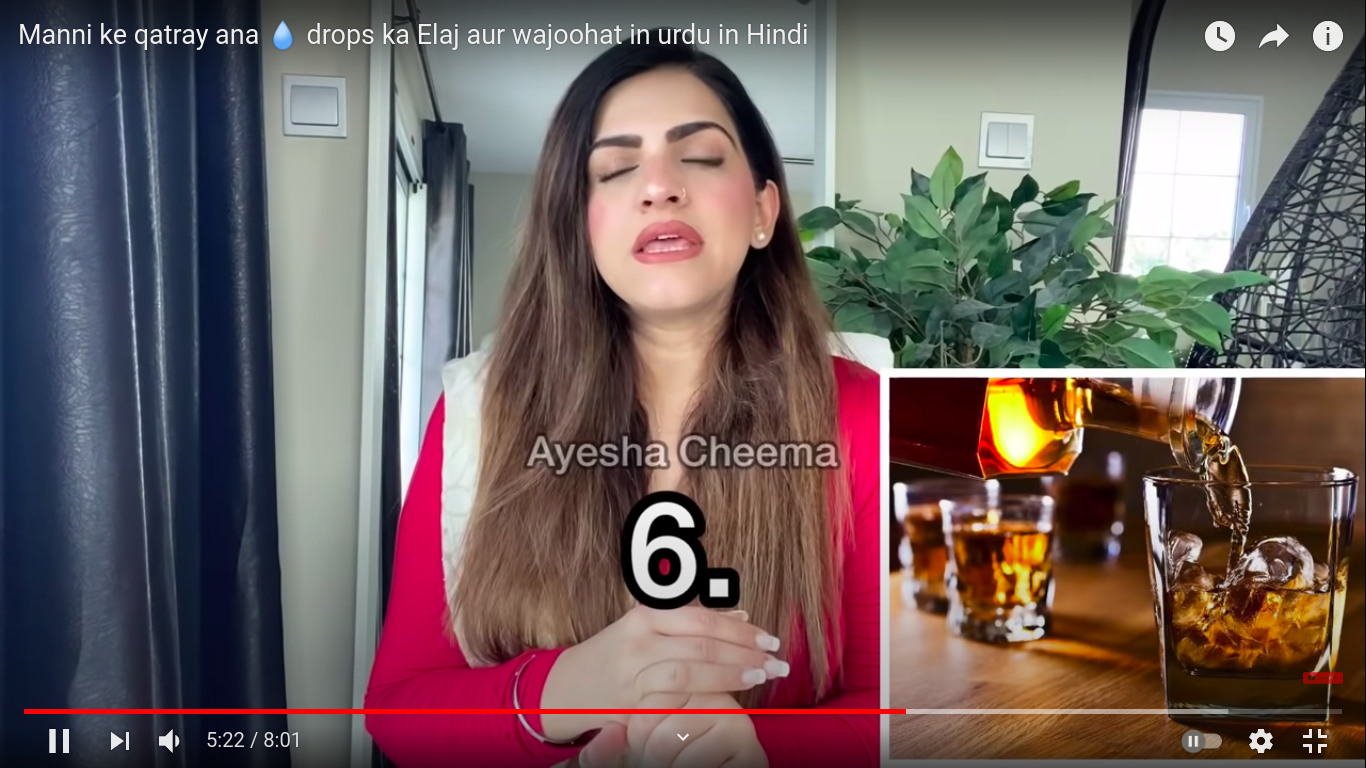 Manni ke qatray ana 💧 drops ka Elaj aur wajoohat in urdu in Hindi
Ayesha Cheema
6.
5:22 / 8:01